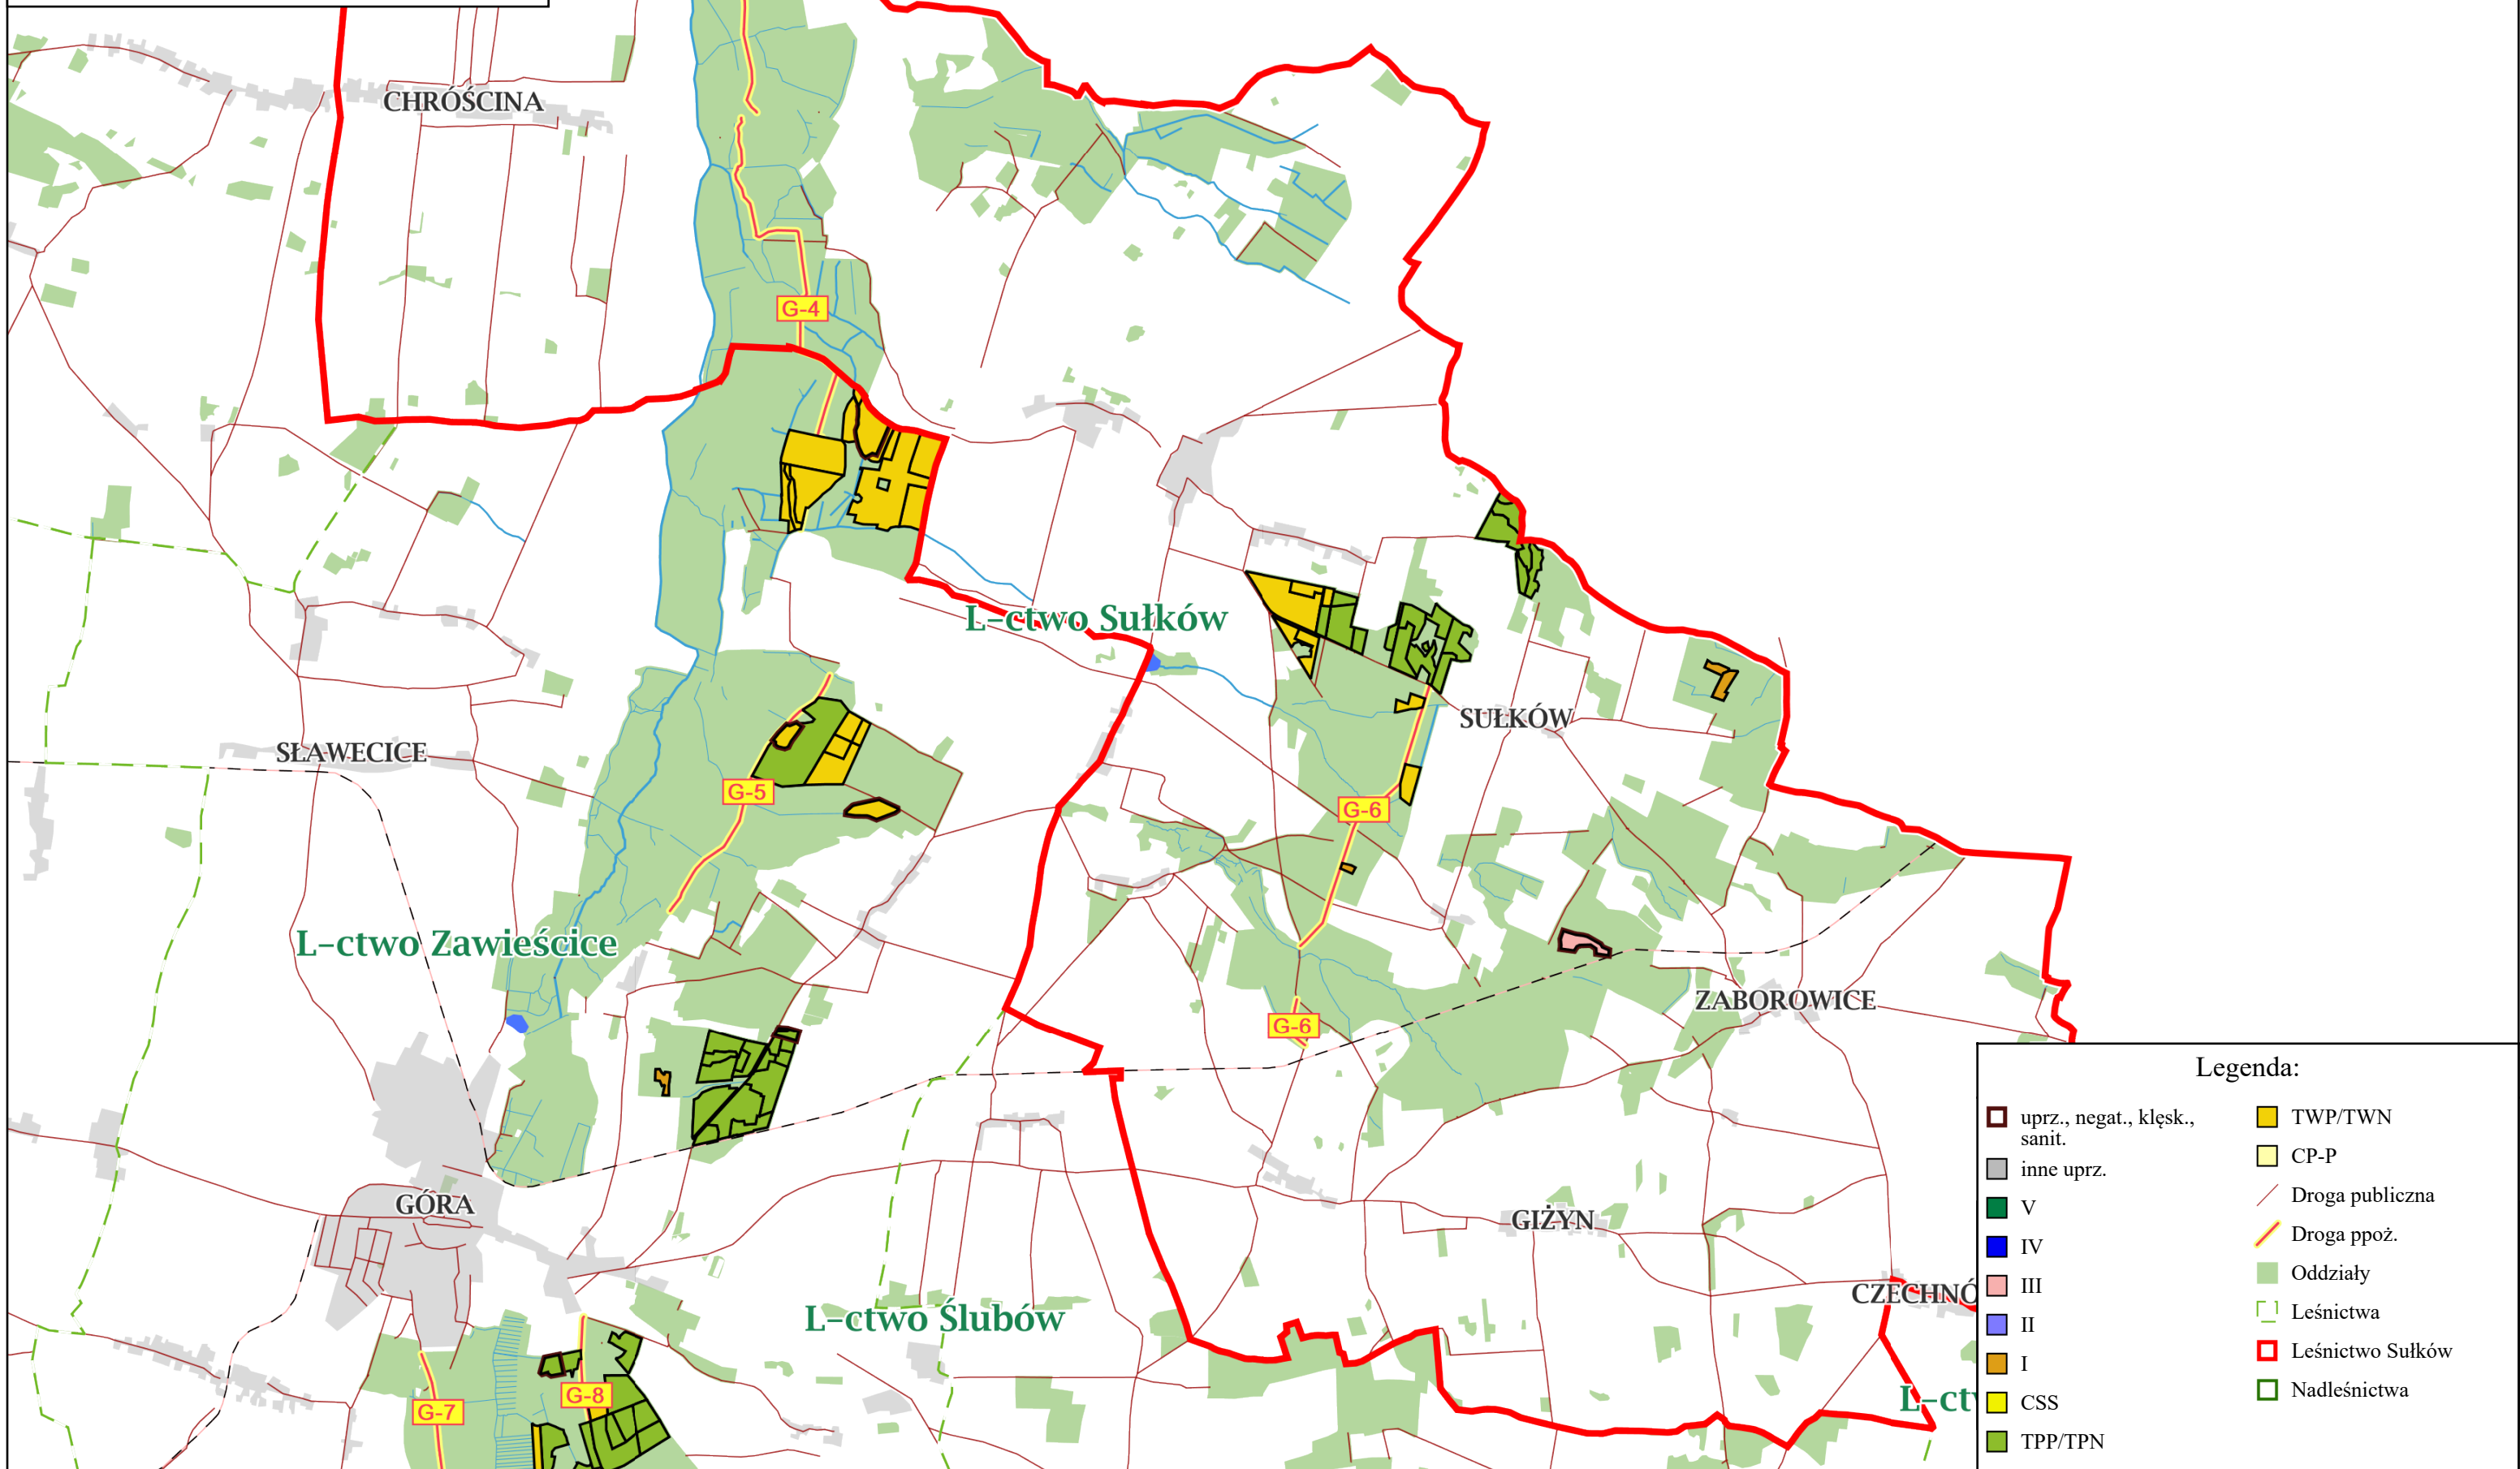 CHRÓŚCINA
G-4
L-ctwo Sułków
SUŁKÓW
SŁAWECICE
G-5
G-6
L-ctwo Zawieścice
ZABOROWICE
G-6
GÓRA
GIŻYN
CZECHNÓ
L-ctwo Ślubów
L-ct
G-8
G-7
Legenda:
uprz., negat., klęsk.,
sanit.
inne uprz.
V
IV
III
II
I
CSS
TPP/TPN
TWP/TWN
CP-P
Droga publiczna
Droga ppoż.
Oddziały
Leśnictwa
Leśnictwo Sułków
Nadleśnictwa